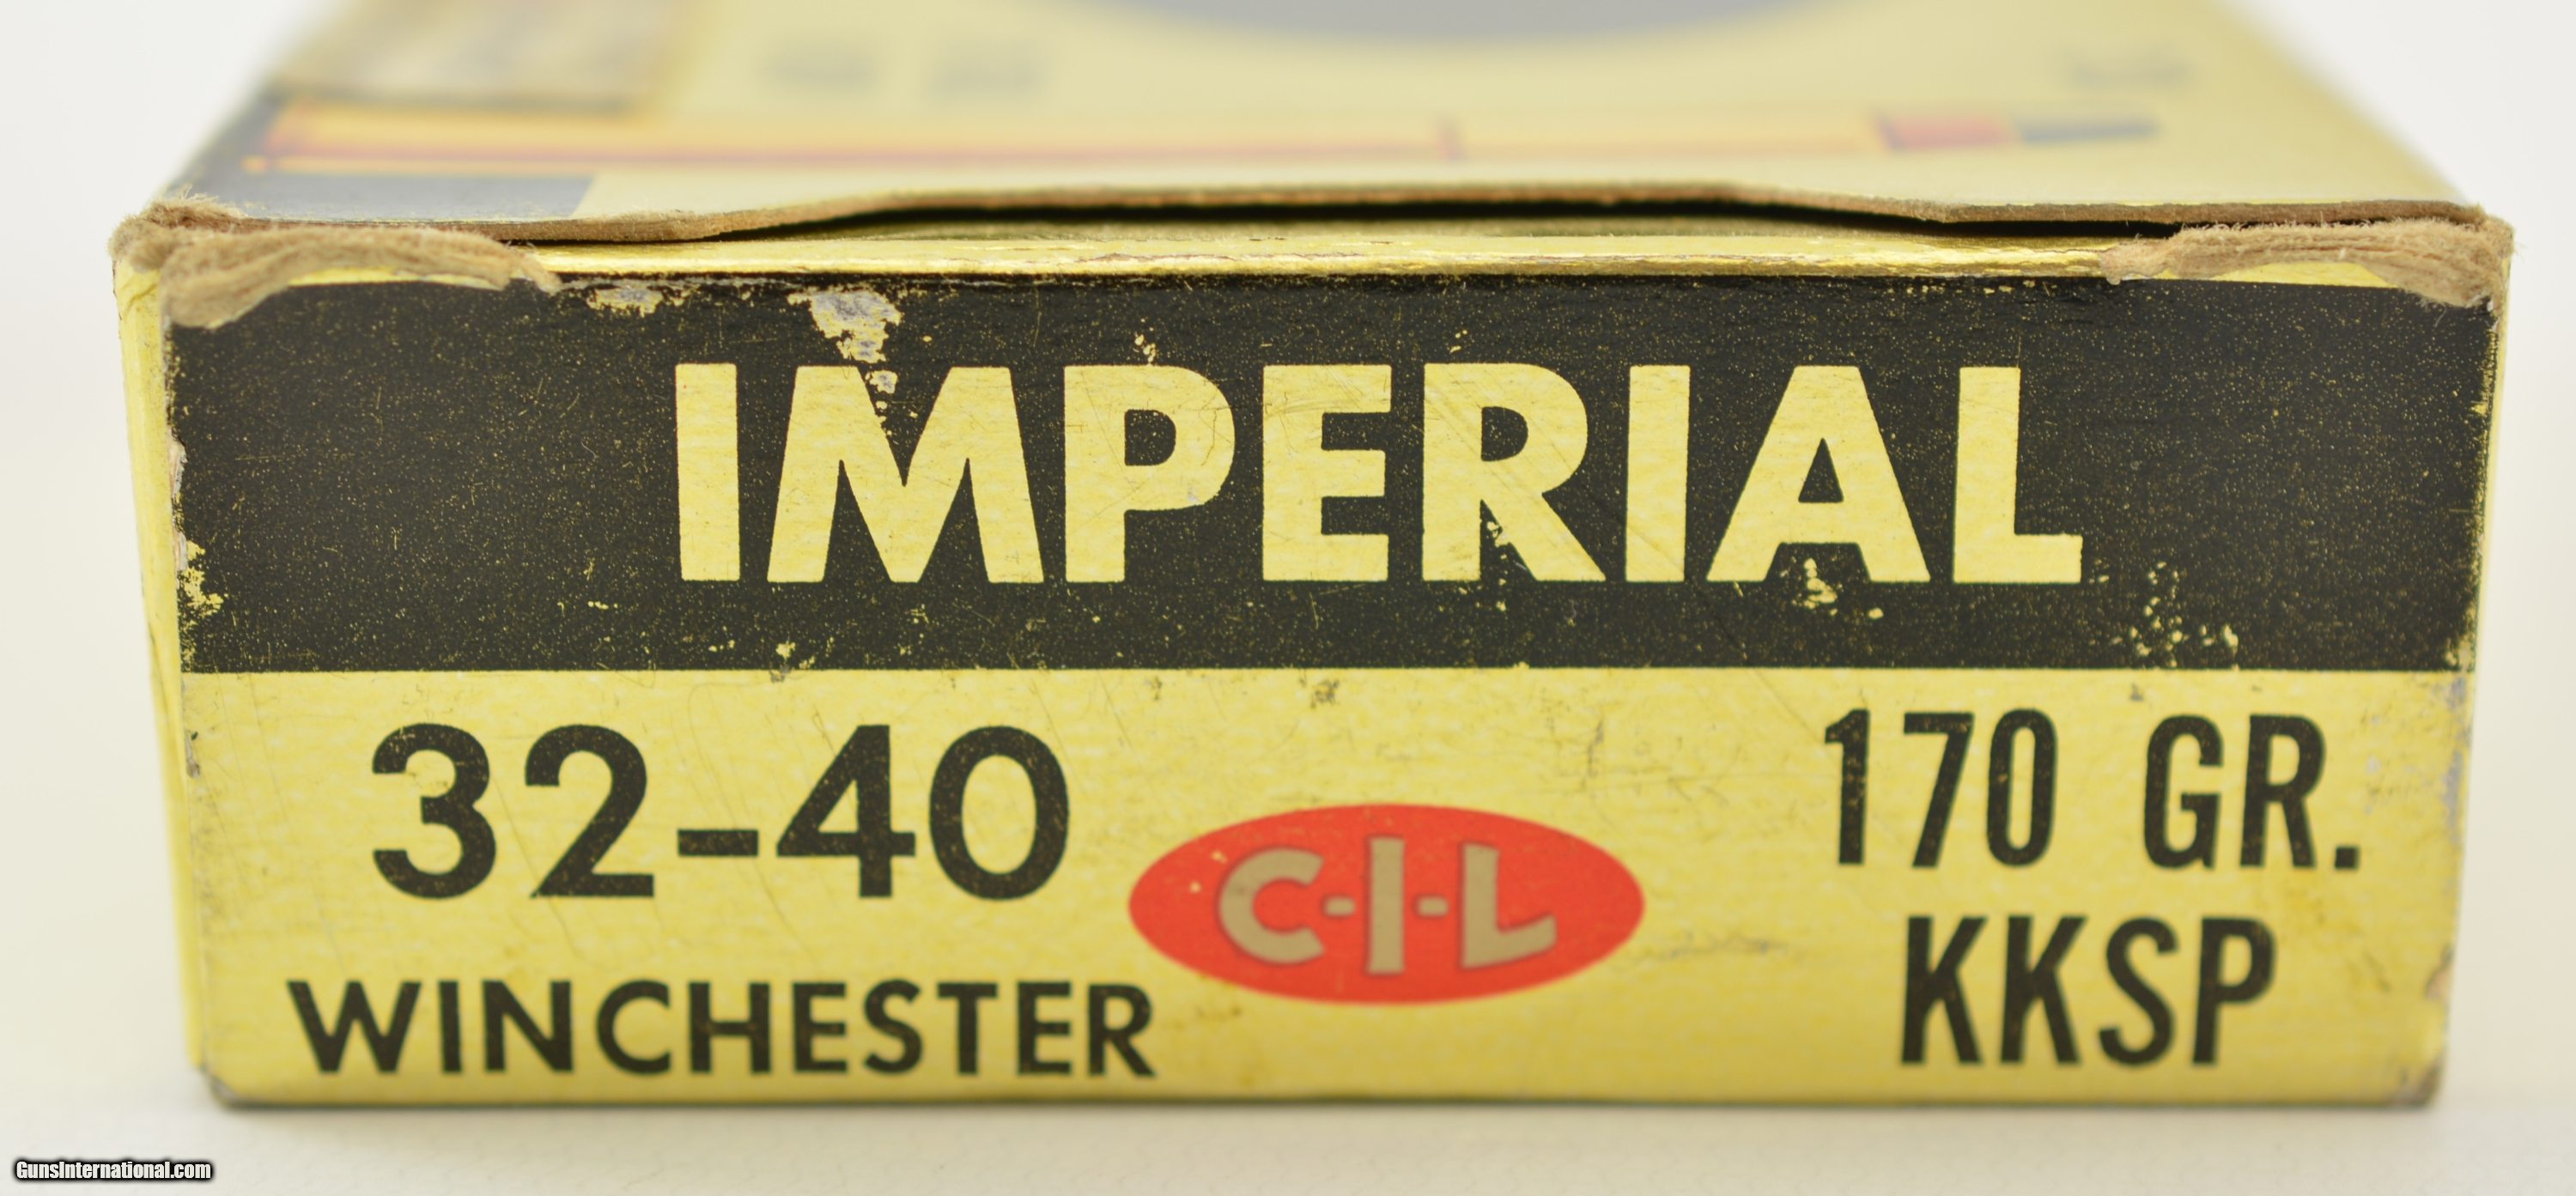 IMPERIAL
32-40
WINCHESTER
C-I-L
170 GR.
KKSP
GunsInternational.com